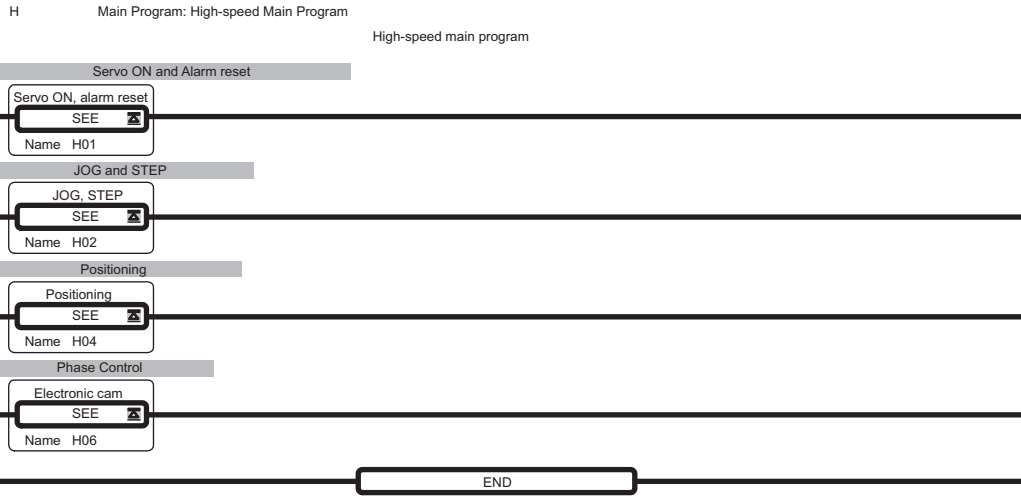 H Main Program: High-speed Main Program
High-speed main program
Servo ON and Alarm reset
Servo ON, alarm reset
SEE
Name H01
JOG and STEP
JOG, STEP
SEE
Name H02
Positioning
Positioning
SEE
Name H04
Phase Control
Electronic cam
SEE
Name H06
END